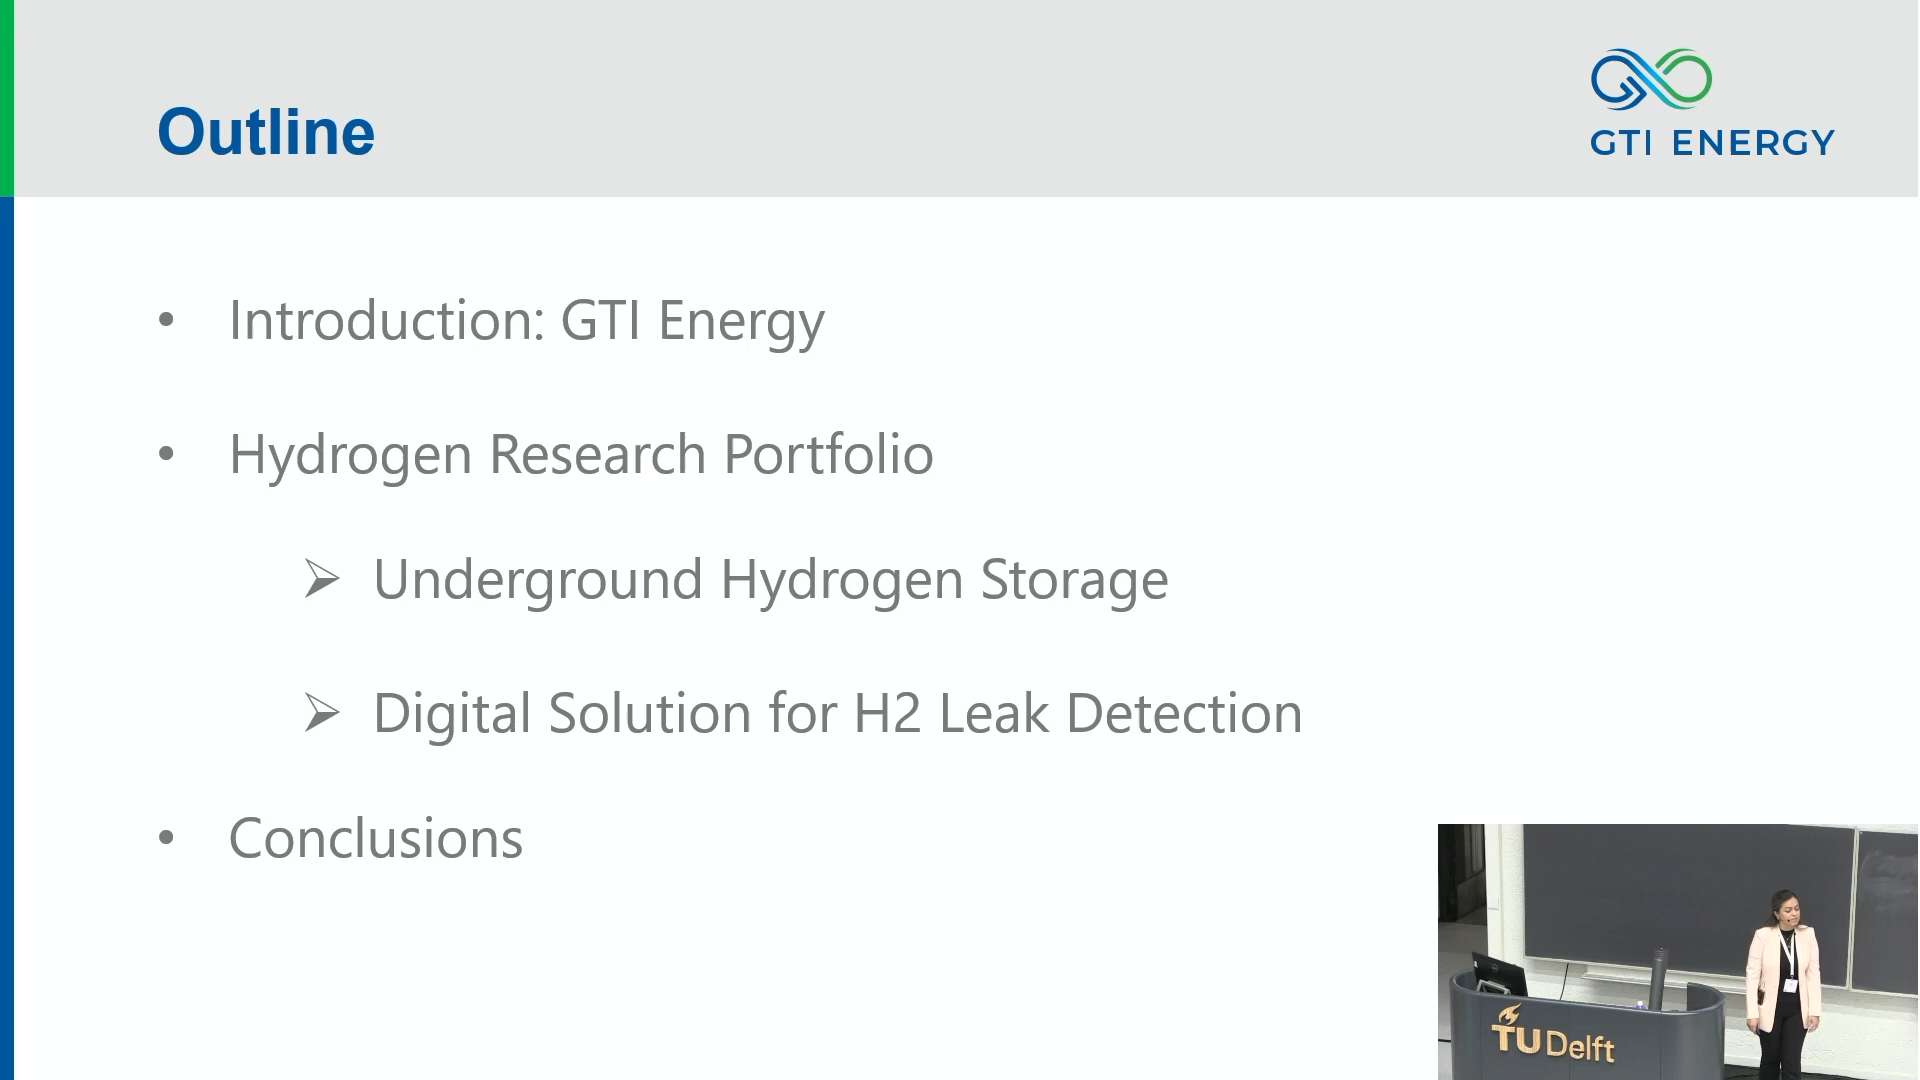 Outline
GTI ENERGY
• Introduction: GTI Energy
• Hydrogen Research Portfolio
➢ Underground Hydrogen Storage
➢ Digital Solution for H2 Leak Detection
• Conclusions
TU Delft